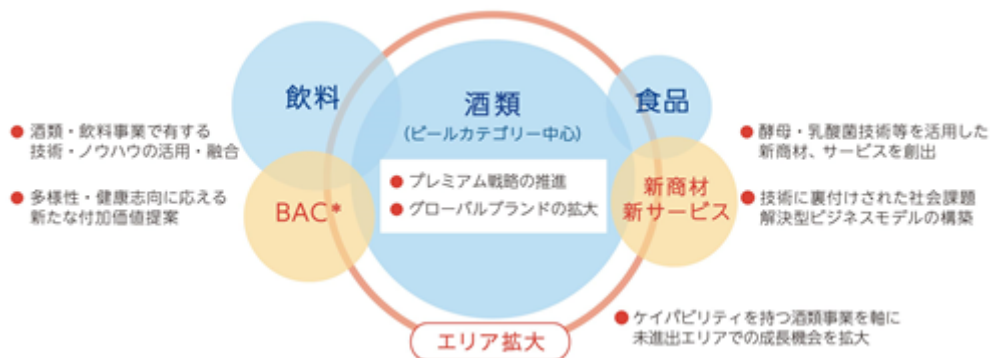 飲料
酒類
(ビールカテゴリー中心)
食品
● 酒類・飲料事業で有する
技術・ノウハウの活用・融合
● 多様性・健康志向に応える
新たな付加価値提案
BAC*
● プレミアム戦略の推進
● グローバルブランドの拡大
新商材
新サービス
● 酵母・乳酸菌技術等を活用した
新商材、サービスを創出
● 技術に裏付けされた社会課題
解決型ビジネスモデルの構築
エリア拡大
● ケイパビリティを持つ酒類事業を軸に
未進出エリアでの成長機会を拡大